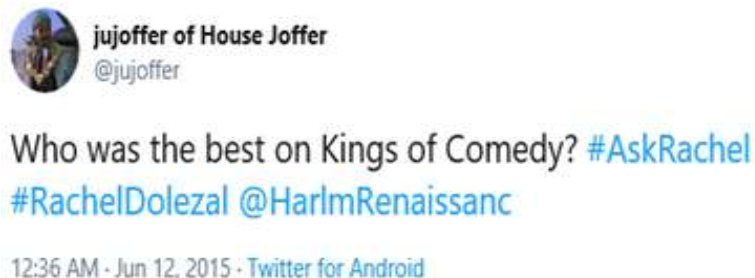 jujoffer of House Joffer
@jujoffer
Who was the best on Kings of Comedy? #AskRachel
#RachelDolezal @HarlmRenaissanc
12:36 AM · Jun 12, 2015 · Twitter for Android